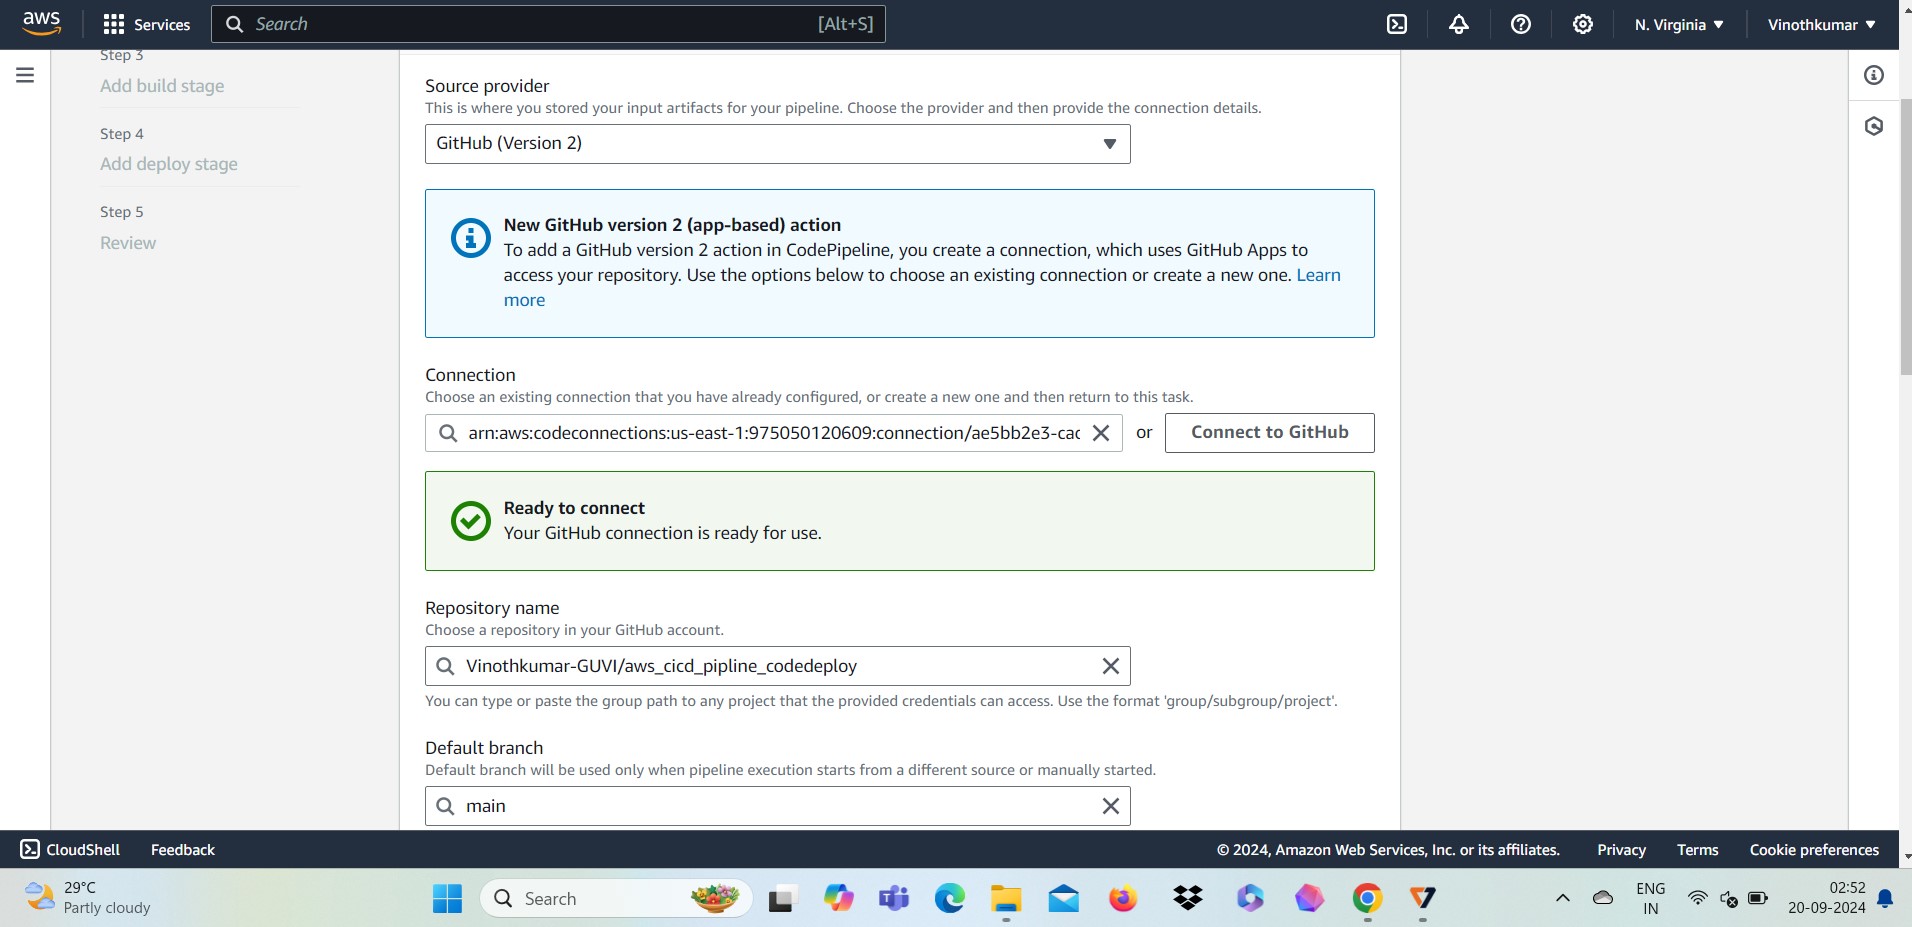 aws
Services
Search
[Alt+S]
N. Virginia
Vinothkumar
Step 3
Add build stage
Step 4
Add deploy stage
Step 5
Review
Source provider
This is where you stored your input artifacts for your pipeline. Choose the provider and then provide the connection details.
GitHub (Version 2)
New GitHub version 2 (app-based) action
To add a GitHub version 2 action in CodePipeline, you create a connection, which uses GitHub Apps to
access your repository. Use the options below to choose an existing connection or create a new one. Learn
more
Connection
Choose an existing connection that you have already configured, or create a new one and then return to this task.
arn:aws:codeconnections:us-east-1:975050120609:connection/ae5bb2e3-cac
or
Connect to GitHub
Ready to connect
Your GitHub connection is ready for use.
Repository name
Choose a repository in your GitHub account.
Vinothkumar-GUVI/aws_cicd_pipline_codedeploy
You can type or paste the group path to any project that the provided credentials can access. Use the format 'group/subgroup/project'.
Default branch
Default branch will be used only when pipeline execution starts from a different source or manually started.
main
CloudShell
Feedback
© 2024, Amazon Web Services, Inc. or its affiliates.
Privacy
Terms
Cookie preferences
29°C
Partly cloudy
Search
ENG
IN
02:52
20-09-2024